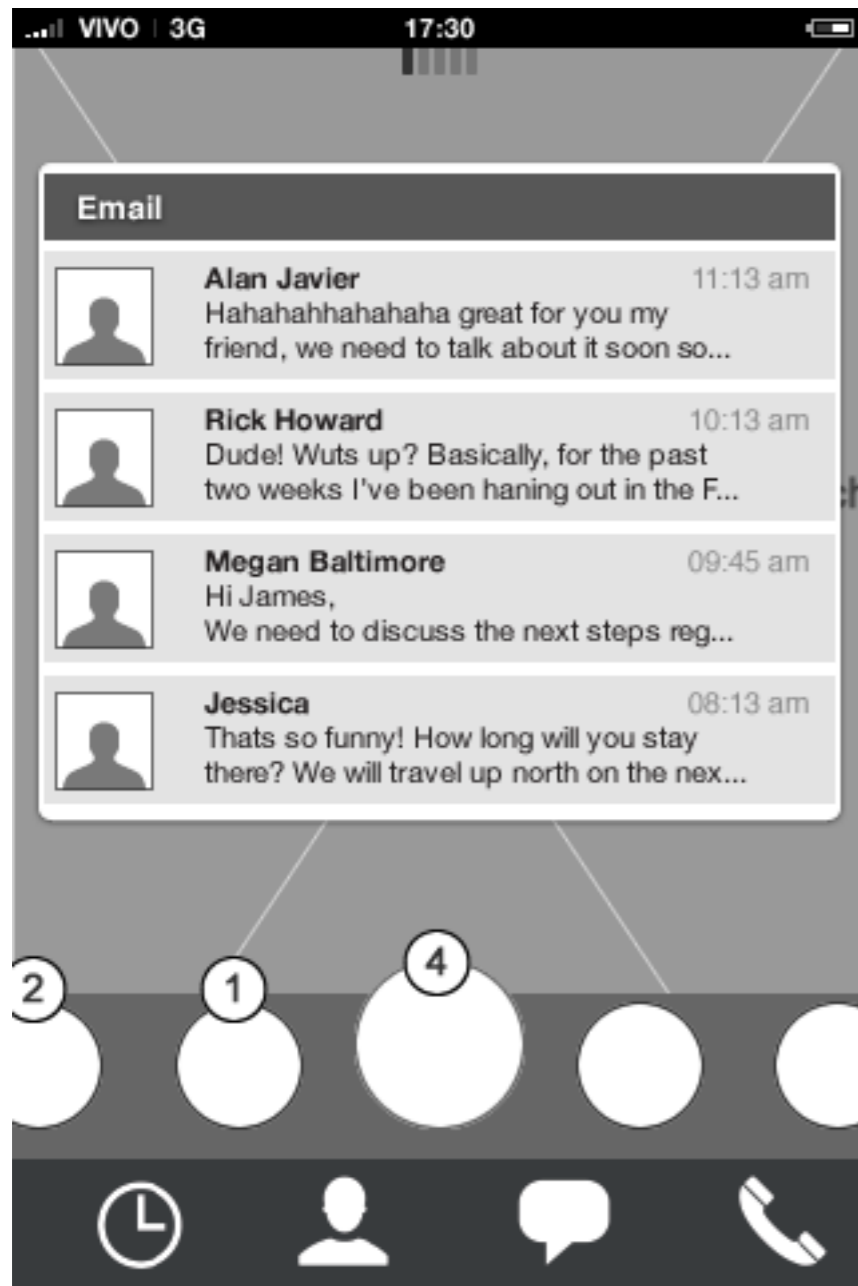 VIVO 3G 17:30
Email
Alan Javier 11:13 am
Hahahahhahahaha great for you my
friend, we need to talk about it soon so...
Rick Howard 10:13 am
Dude! Wuts up? Basically, for the past
two weeks I've been haning out in the F...
Megan Baltimore 09:45 am
Hi James,
We need to discuss the next steps reg...
Jessica 08:13 am
Thats so funny! How long will you stay
there? We will travel up north on the nex...
2 1 4